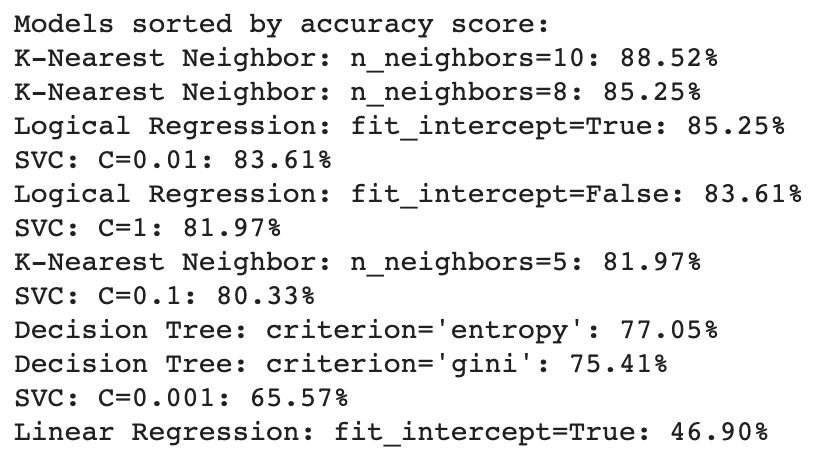 Models sorted by accuracy score:
K-Nearest Neighbor: n_neighbors=10: 88.52%
K-Nearest Neighbor: n_neighbors=8: 85.25%
Logical Regression: fit_intercept=True: 85.25%
SVC: C=0.01: 83.61%
Logical Regression: fit_intercept=False: 83.61%
SVC: C=1: 81.97%
K-Nearest Neighbor: n_neighbors=5: 81.97%
SVC: C=0.1: 80.33%
Decision Tree: criterion='entropy': 77.05%
Decision Tree: criterion='gini': 75.41%
SVC: C=0.001: 65.57%
Linear Regression: fit_intercept=True: 46.90%